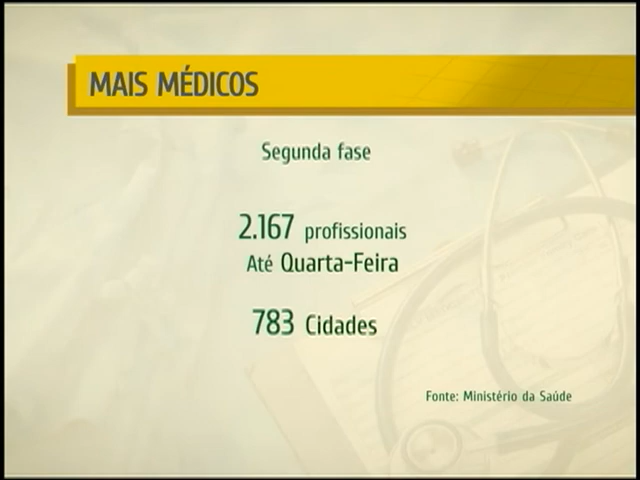 MAIS MÉDICOS
Segunda fase
2.167 profissionais
Até Quarta-Feira
783 Cidades
Fonte: Ministério da Saúde